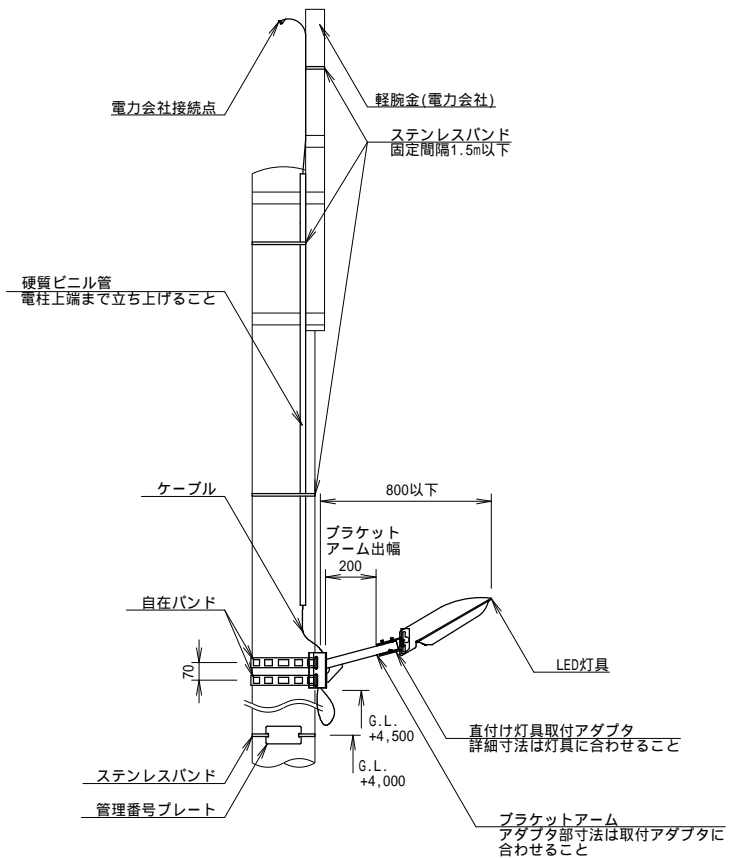 電力会社接続点
軽腕金(電力会社)
ステンレスバンド
固定間隔1.5m以下
硬質ビニル管
電柱上端まで立ち上げること
ケーブル
800以下
ブラケット
アーム出幅
200
自在バンド
70
LED灯具
G.L.
+4,500
直付け灯具取付アダプタ
詳細寸法は灯具に合わせること
ステンレスバンド
G.L.
+4,000
管理番号プレート
ブラケットアーム
アダプタ部寸法は取付アダプタに
合わせること